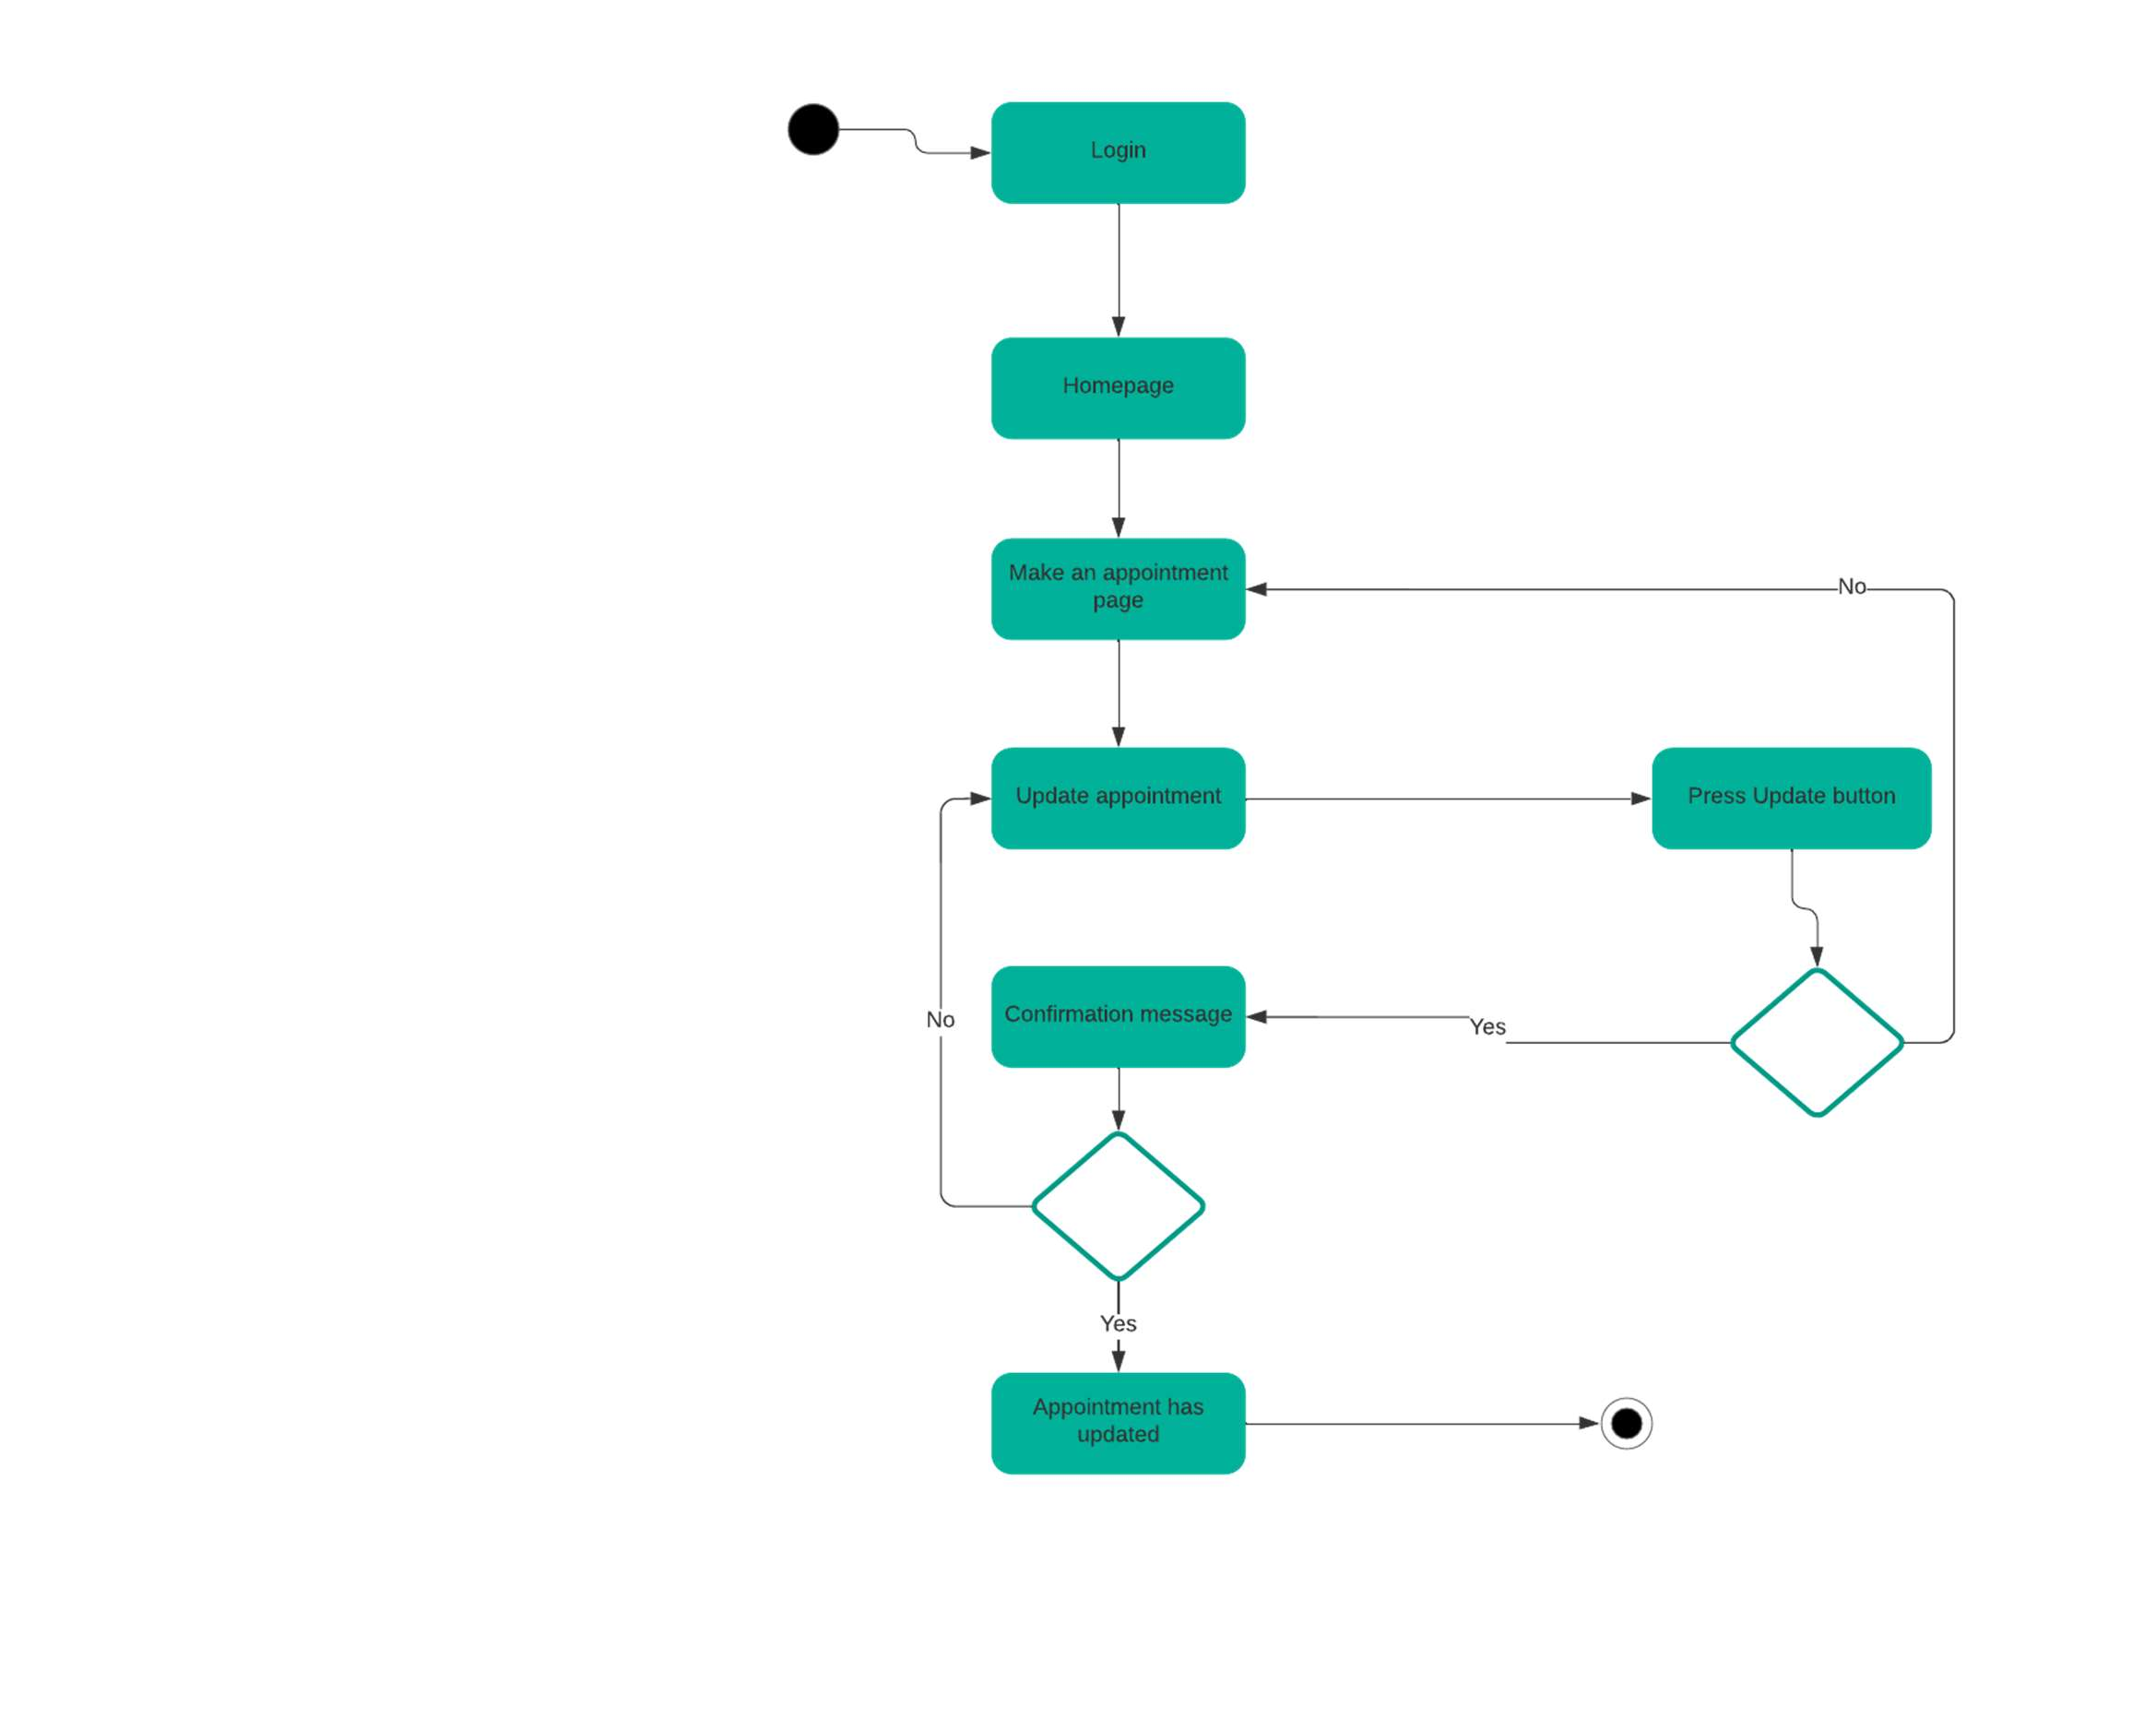 Login
Homepage
Make an appointment
page
No
Update appointment
Press Update button
Confirmation message
Yes
No
Yes
Appointment has
updated